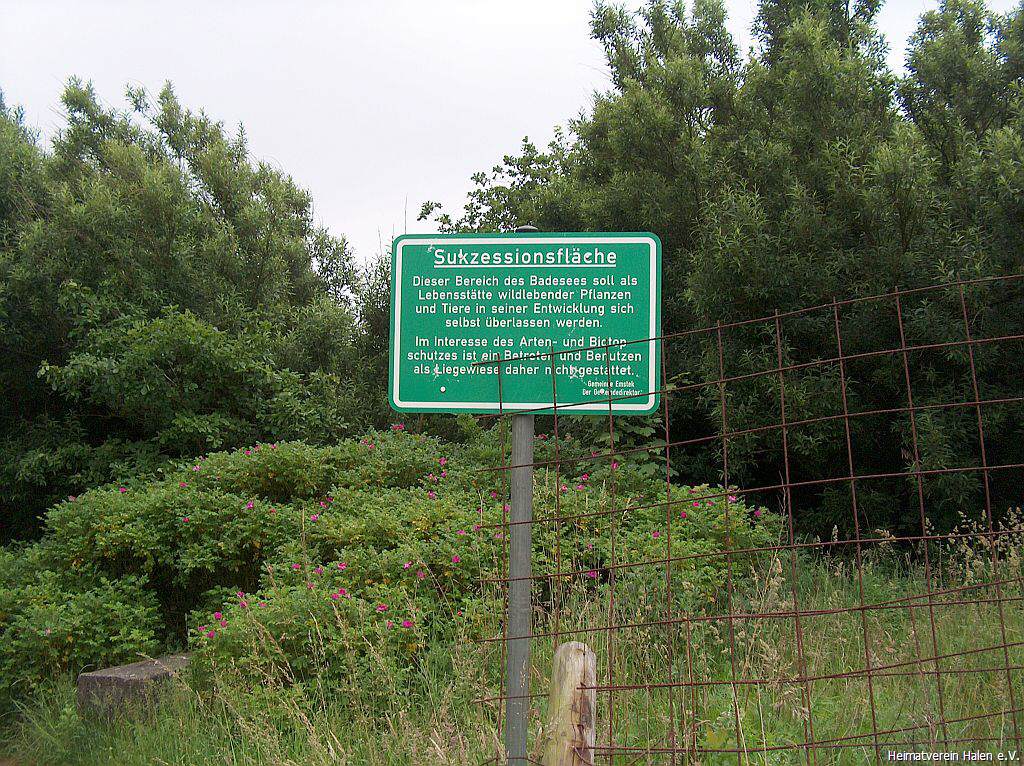 Sukzessionsfläche
Dieser Bereich des Badesees soll als
Lebensstätte wildlebender Pflanzen
und Tiere in seiner Entwicklung sich
selbst überlassen werden.
Im Interesse des Arten- und Biotop
schutzes ist ein Betreten und Benutzen
als Liegewiese daher nicht gestattet.
Gemeinde Emstek
Der Gemeindedirektor
Heimatverein Halen e.V.